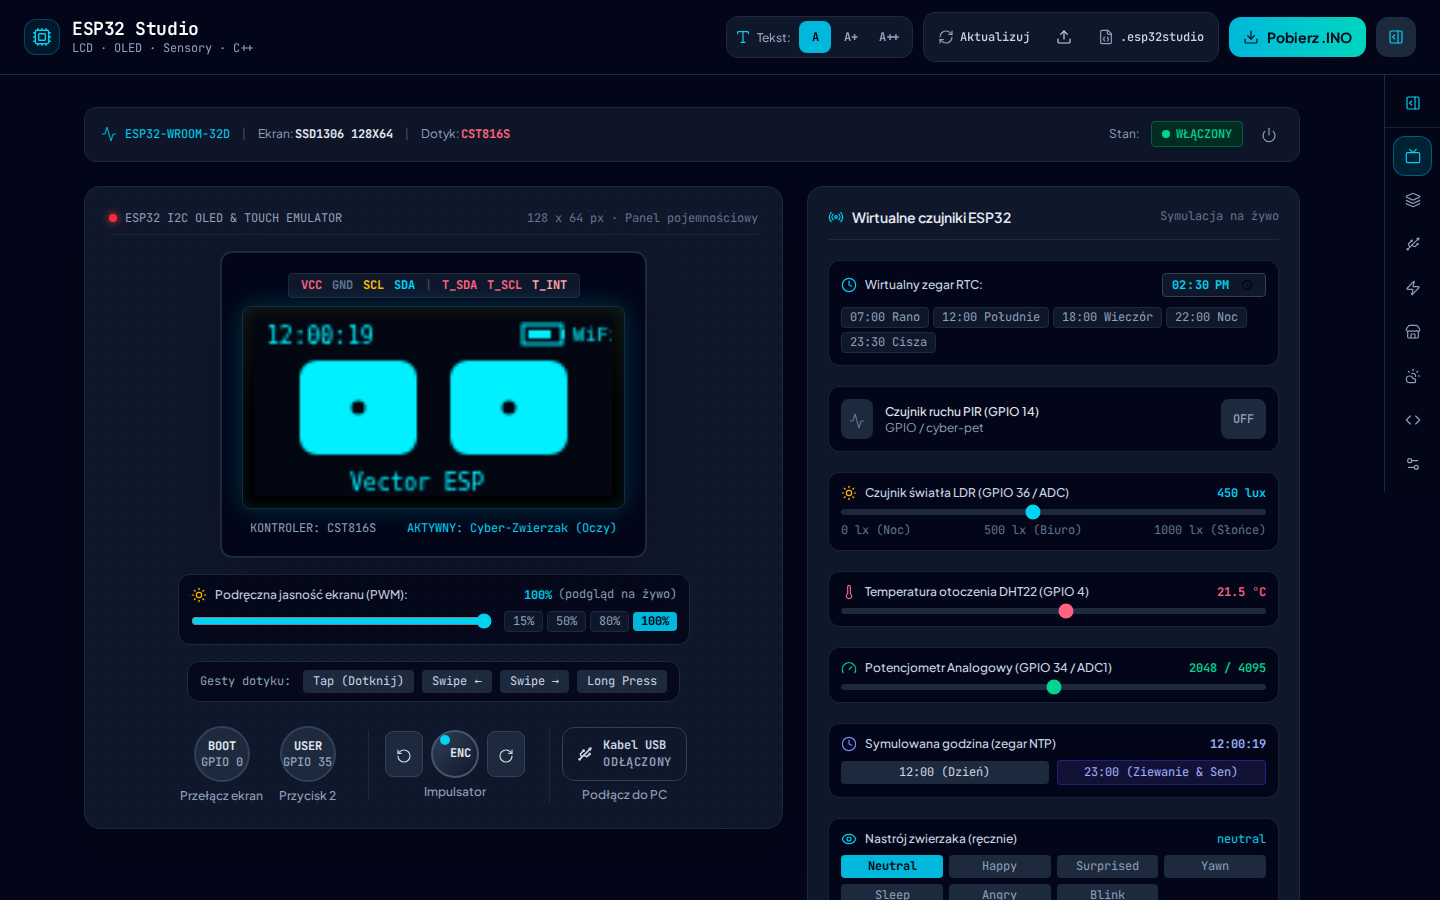 ESP32 Studio
LCD · OLED · Sensory · C++
Tekst: A A+ A++
Aktualizuj
.esp32studio
Pobierz .INO
ESP32-WROOM-32D | Ekran: SSD1306 128X64 | Dotyk: CST816S
Stan: WŁĄCZONY
ESP32 I2C OLED & TOUCH EMULATOR
128 x 64 px · Panel pojemnościowy
VCC GND SCL SDA | T_SDA T_SCL T_INT
12:00:19
WiF
Vector ESP
KONTROLER: CST816S
AKTYWNY: Cyber-Zwierzak (Oczy)
Podręczna jasność ekranu (PWM):
100% (podgląd na żywo)
15% 50% 80% 100%
Gesty dotyku: Tap (Dotknij) Swipe ← Swipe → Long Press
BOOT
GPIO 0
Przełącz ekran
USER
GPIO 35
Przycisk 2
ENC
Impulsator
Kabel USB
ODŁĄCZONY
Podłącz do PC
Wirtualne czujniki ESP32
Symulacja na żywo
Wirtualny zegar RTC:
02:30 PM
07:00 Rano 12:00 Południe 18:00 Wieczór 22:00 Noc
23:30 Cisza
Czujnik ruchu PIR (GPIO 14)
GPIO / cyber-pet
OFF
Czujnik światła LDR (GPIO 36 / ADC)
450 lux
0 lx (Noc) 500 lx (Biuro) 1000 lx (Słońce)
Temperatura otoczenia DHT22 (GPIO 4)
21.5 °C
Potencjometr Analogowy (GPIO 34 / ADC1)
2048 / 4095
Symulowana godzina (zegar NTP)
12:00:19
12:00 (Dzień) 23:00 (Ziewanie & Sen)
Nastrój zwierzaka (ręcznie)
neutral
Neutral Happy Surprised Yawn
Sleep Angry Blink